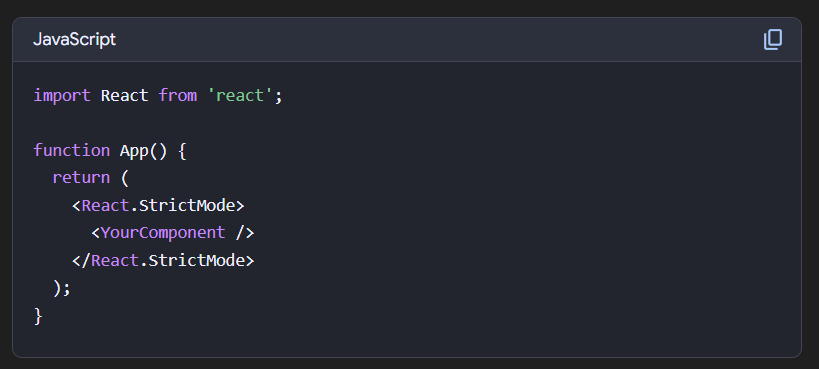 JavaScript
import React from 'react';
function App() {
  return (
    <React.StrictMode>
      <YourComponent />
    </React.StrictMode>
  );
}